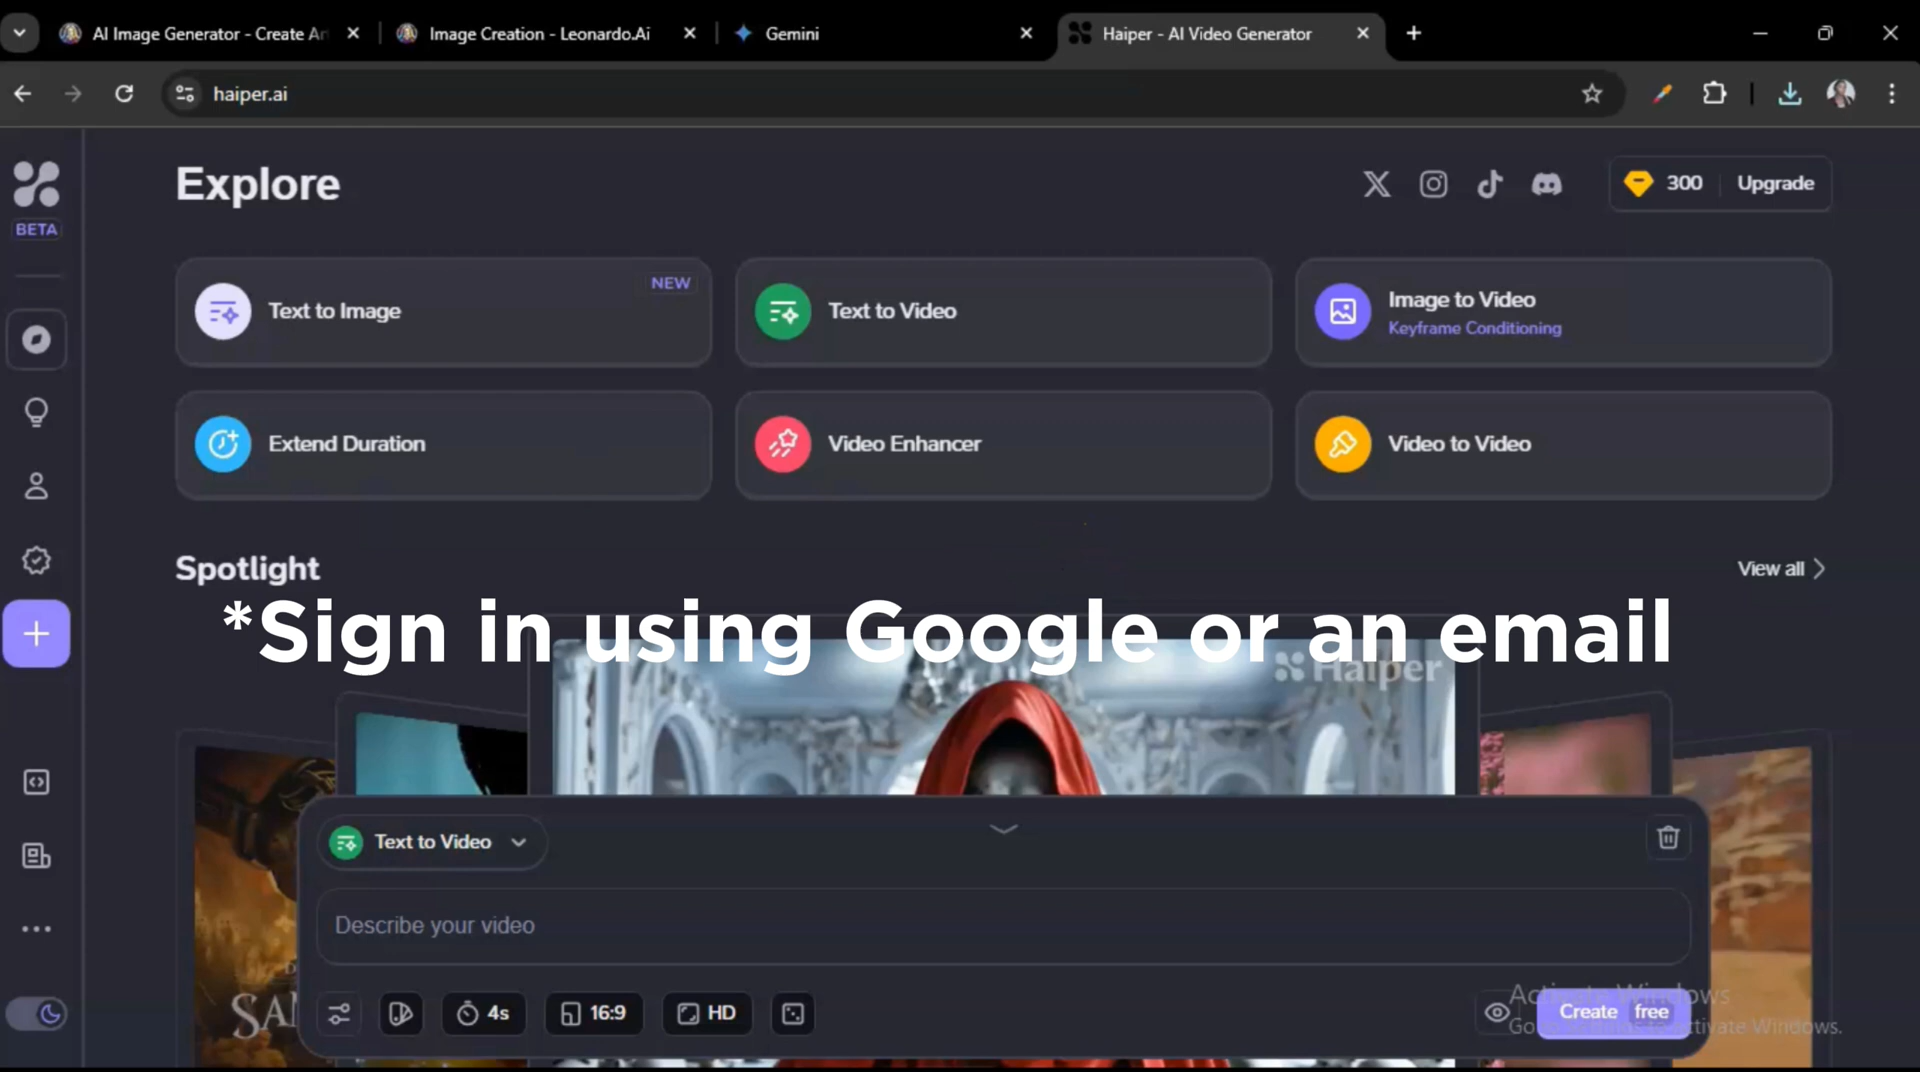 AI Image Generator - Create Ar
Image Creation - Leonardo.Ai
Gemini
Haiper - AI Video Generator
haiper.ai
Explore
300
Upgrade
BETA
Text to Image
NEW
Text to Video
Image to Video
Keyframe Conditioning
Extend Duration
Video Enhancer
Video to Video
Spotlight
View all
*Sign in using Google or an email
Haiper
Text to Video
Describe your video
SA
4s
16:9
HD
Create free